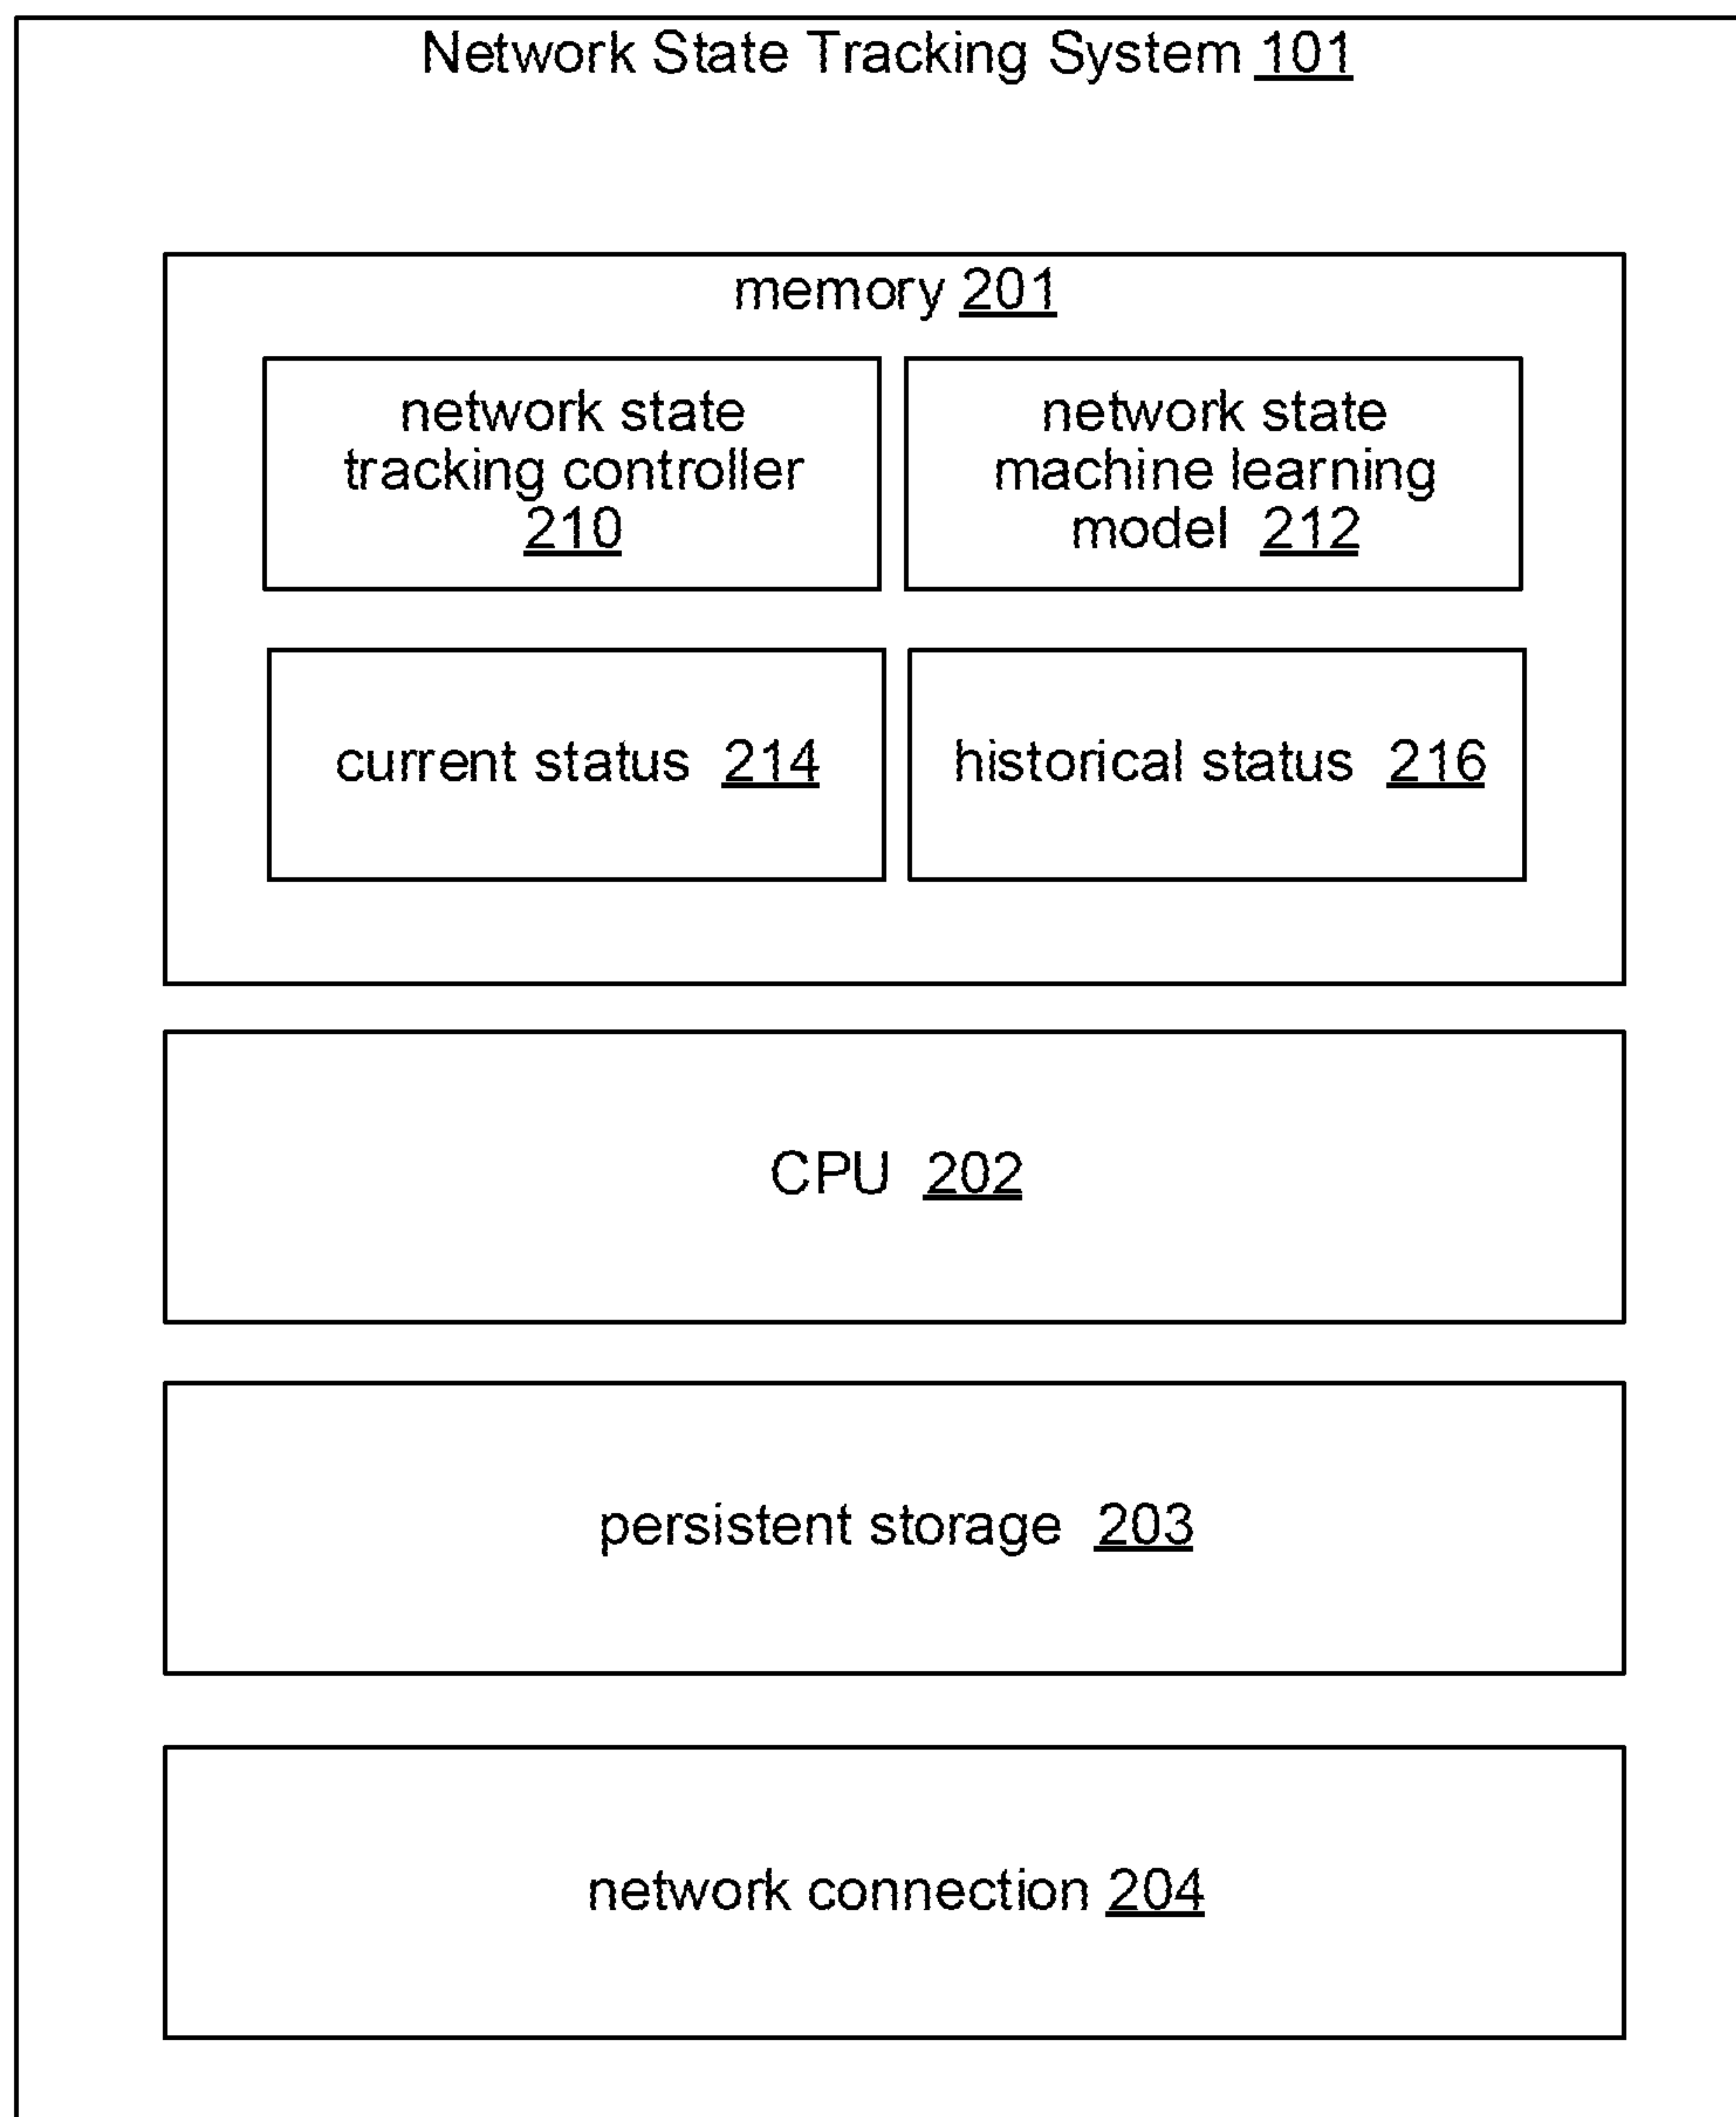 Network State Tracking System 101
memory 201
network state
tracking controller
210
network state
machine learning
model 212
current status 214
historical status 216
CPU 202
persistent storage 203
network connection 204